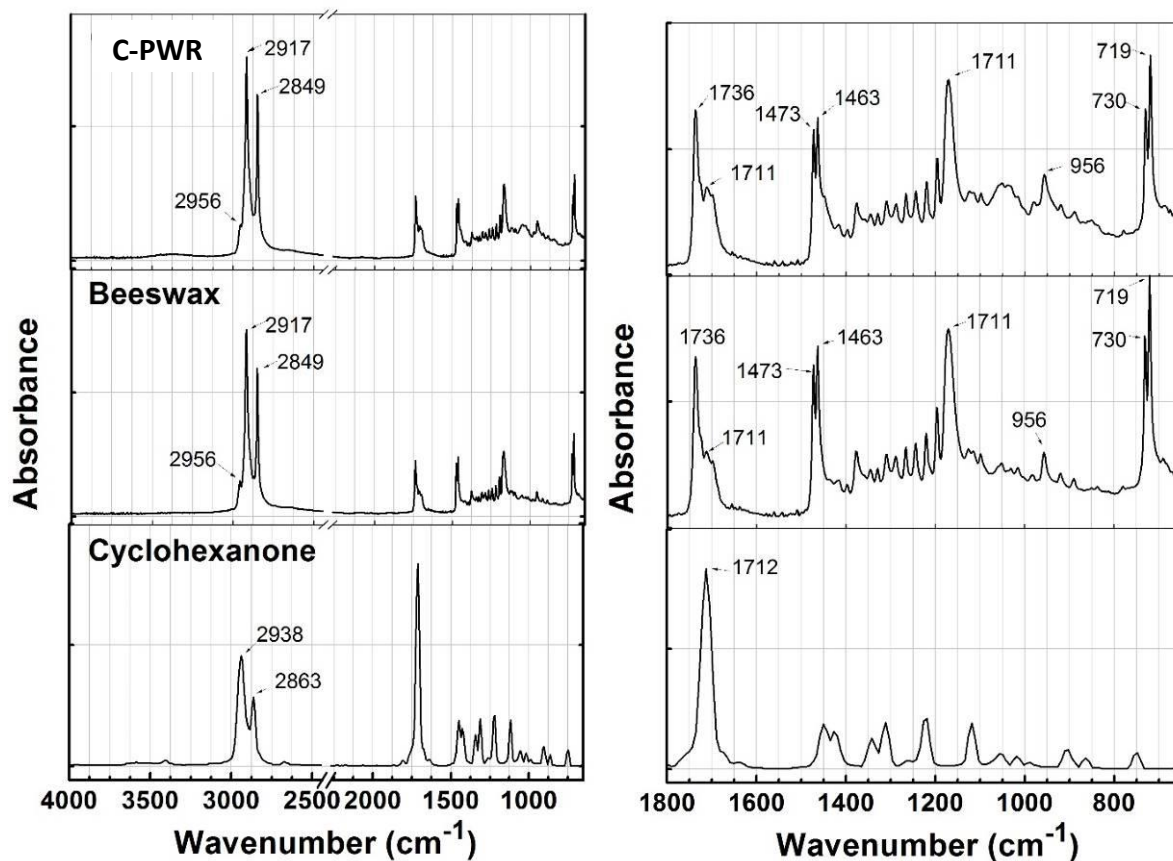 C-PWR
2917
2849
2956
Beeswax
2917
2849
2956
Cyclohexanone
2938
2863
Absorbance
4000 3000 2500 2000 1500 1000
Wavenumber (cm-1)
1736
1473
1463
1711
1711
956
730
719
1736
1473
1463
1711
1711
956
730
719
1712
Absorbance
1800 1600 1400 1200 1000 800
Wavenumber (cm-1)